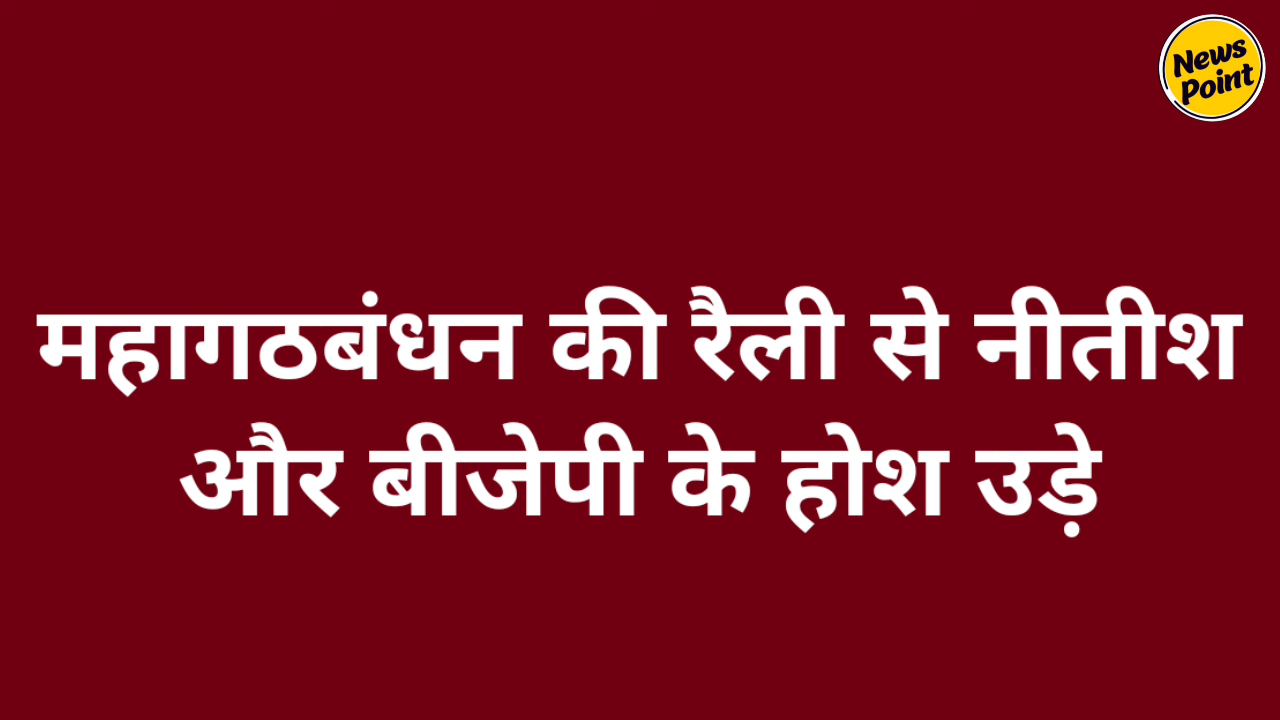 News
Point
महागठबंधन की रैली से नीतीश
और बीजेपी के होश उड़े